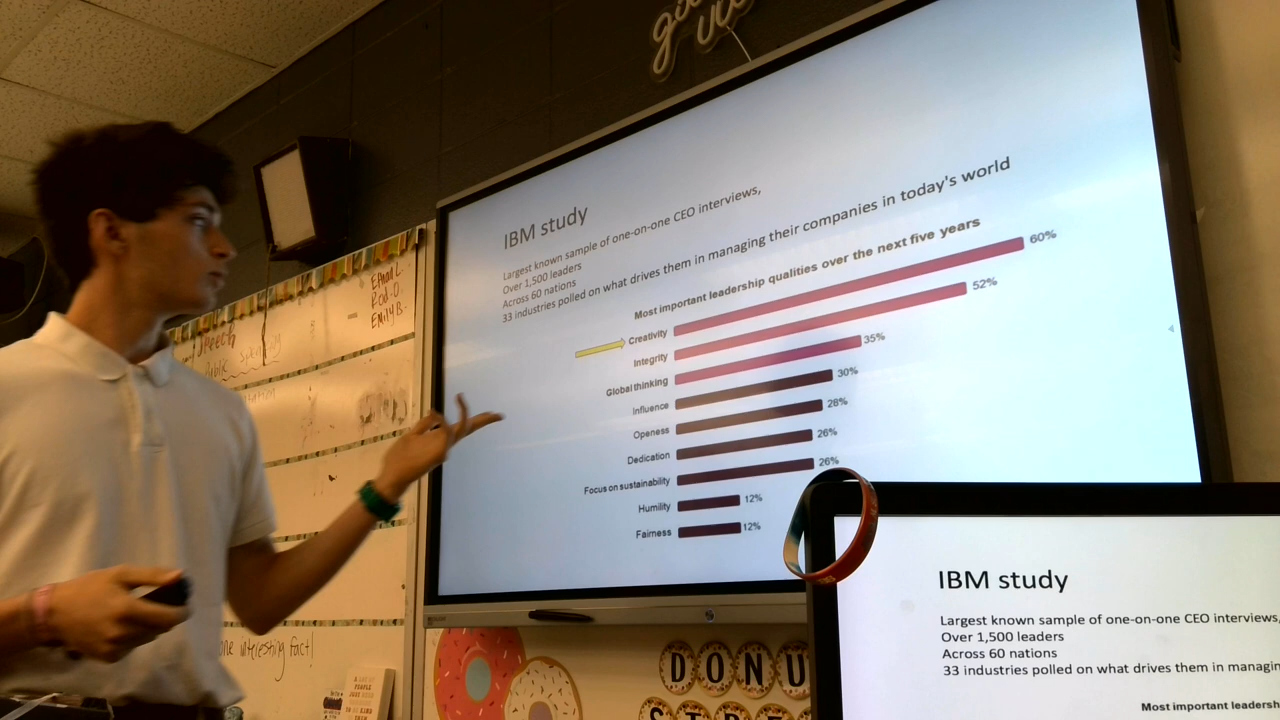 give
IBM study
Largest known sample of one-on-one CEO interviews,
Over 1,500 leaders
Across 60 nations
33 industries polled on what drives them in managing their companies in today's world
Most important leadership qualities over the next five years
Creativity 60%
Integrity 52%
Global thinking 35%
Influence 30%
Openess 28%
Dedication 26%
Focus on sustainability 26%
Humility 12%
Fairness 12%
Ethan L.
Rod O.
Emily B.
Speech
Public speaking
one interesting fact!
DONU
IBM study
Largest known sample of one-on-one CEO interviews,
Over 1,500 leaders
Across 60 nations
33 industries polled on what drives them in managin
Most important leadersh